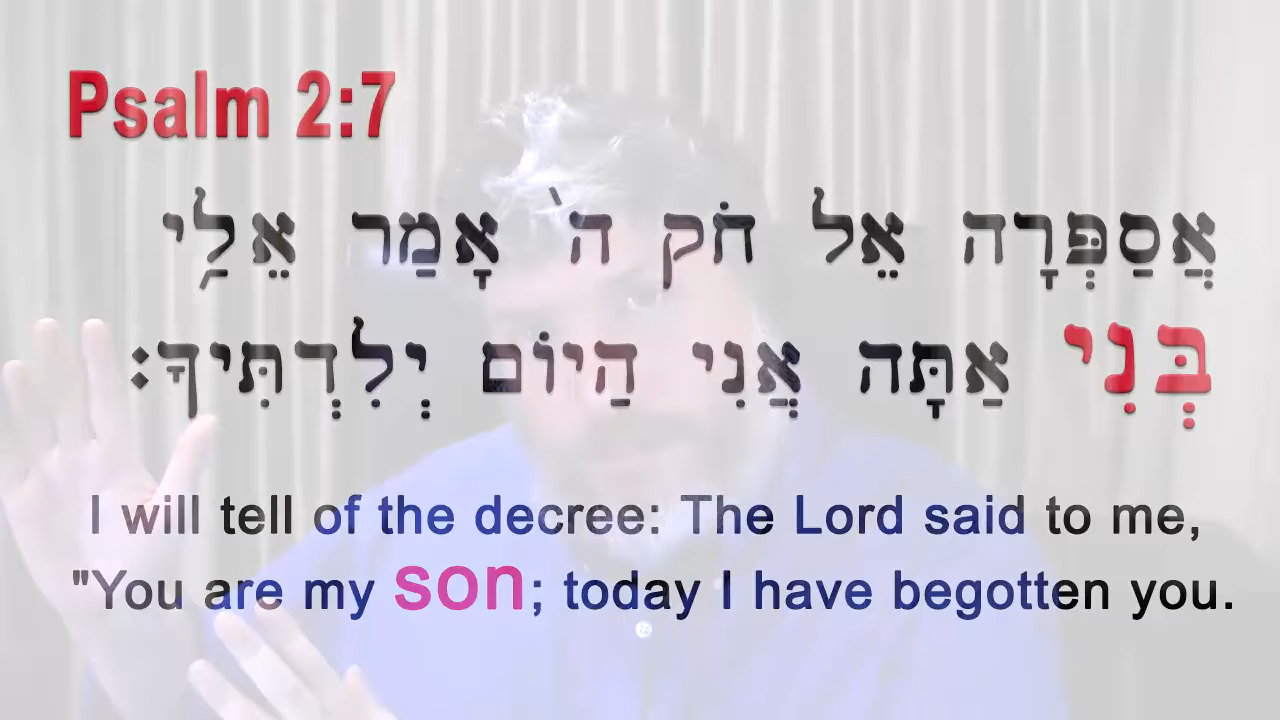 Psalm 2:7
אֲסַפְּרָה אֵל חֹק ה' אָמַר אֵלַי
בְּנִי אַתָּה אֲנִי הַיוֹם יְלִדְתִּיךָ:
I will tell of the decree: The Lord said to me,
"You are my son; today I have begotten you.